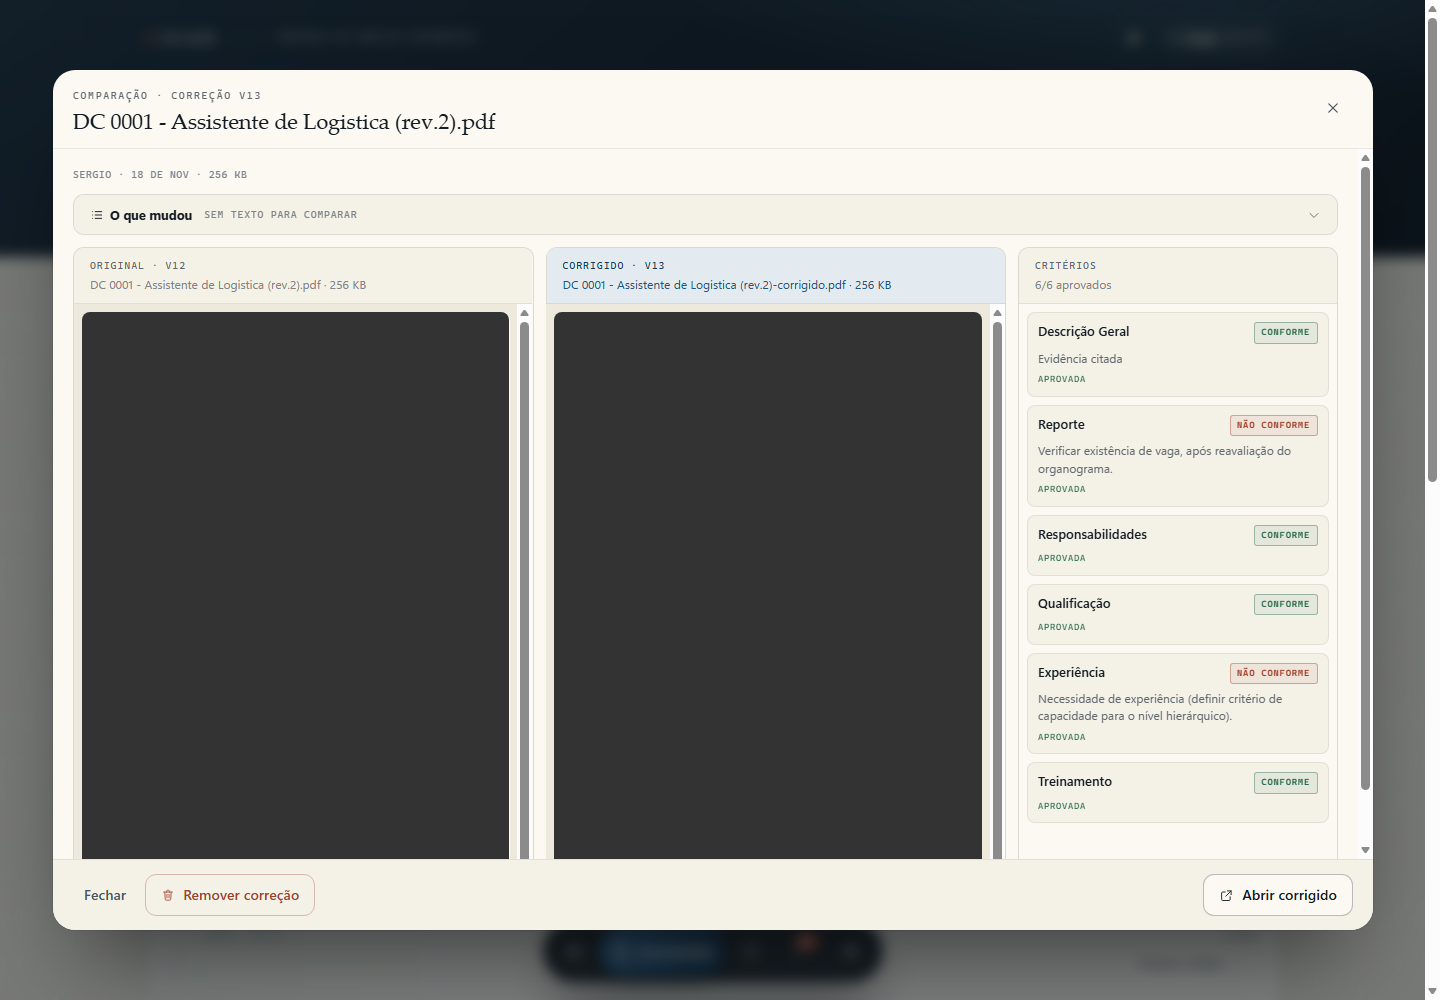 COMPARAÇÃO · CORREÇÃO V13
DC 0001 - Assistente de Logistica (rev.2).pdf
SERGIO · 18 DE NOV · 256 KB
O que mudou SEM TEXTO PARA COMPARAR
ORIGINAL · V12
DC 0001 - Assistente de Logistica (rev.2).pdf · 256 KB
CORRIGIDO · V13
DC 0001 - Assistente de Logistica (rev.2)-corrigido.pdf · 256 KB
CRITÉRIOS
6/6 aprovados
Descrição Geral CONFORME
Evidência citada
APROVADA
Reporte NÃO CONFORME
Verificar existência de vaga, após reavaliação do
organograma.
APROVADA
Responsabilidades CONFORME
APROVADA
Qualificação CONFORME
APROVADA
Experiência NÃO CONFORME
Necessidade de experiência (definir critério de
capacidade para o nível hierárquico).
APROVADA
Treinamento CONFORME
APROVADA
Fechar
Remover correção
Abrir corrigido